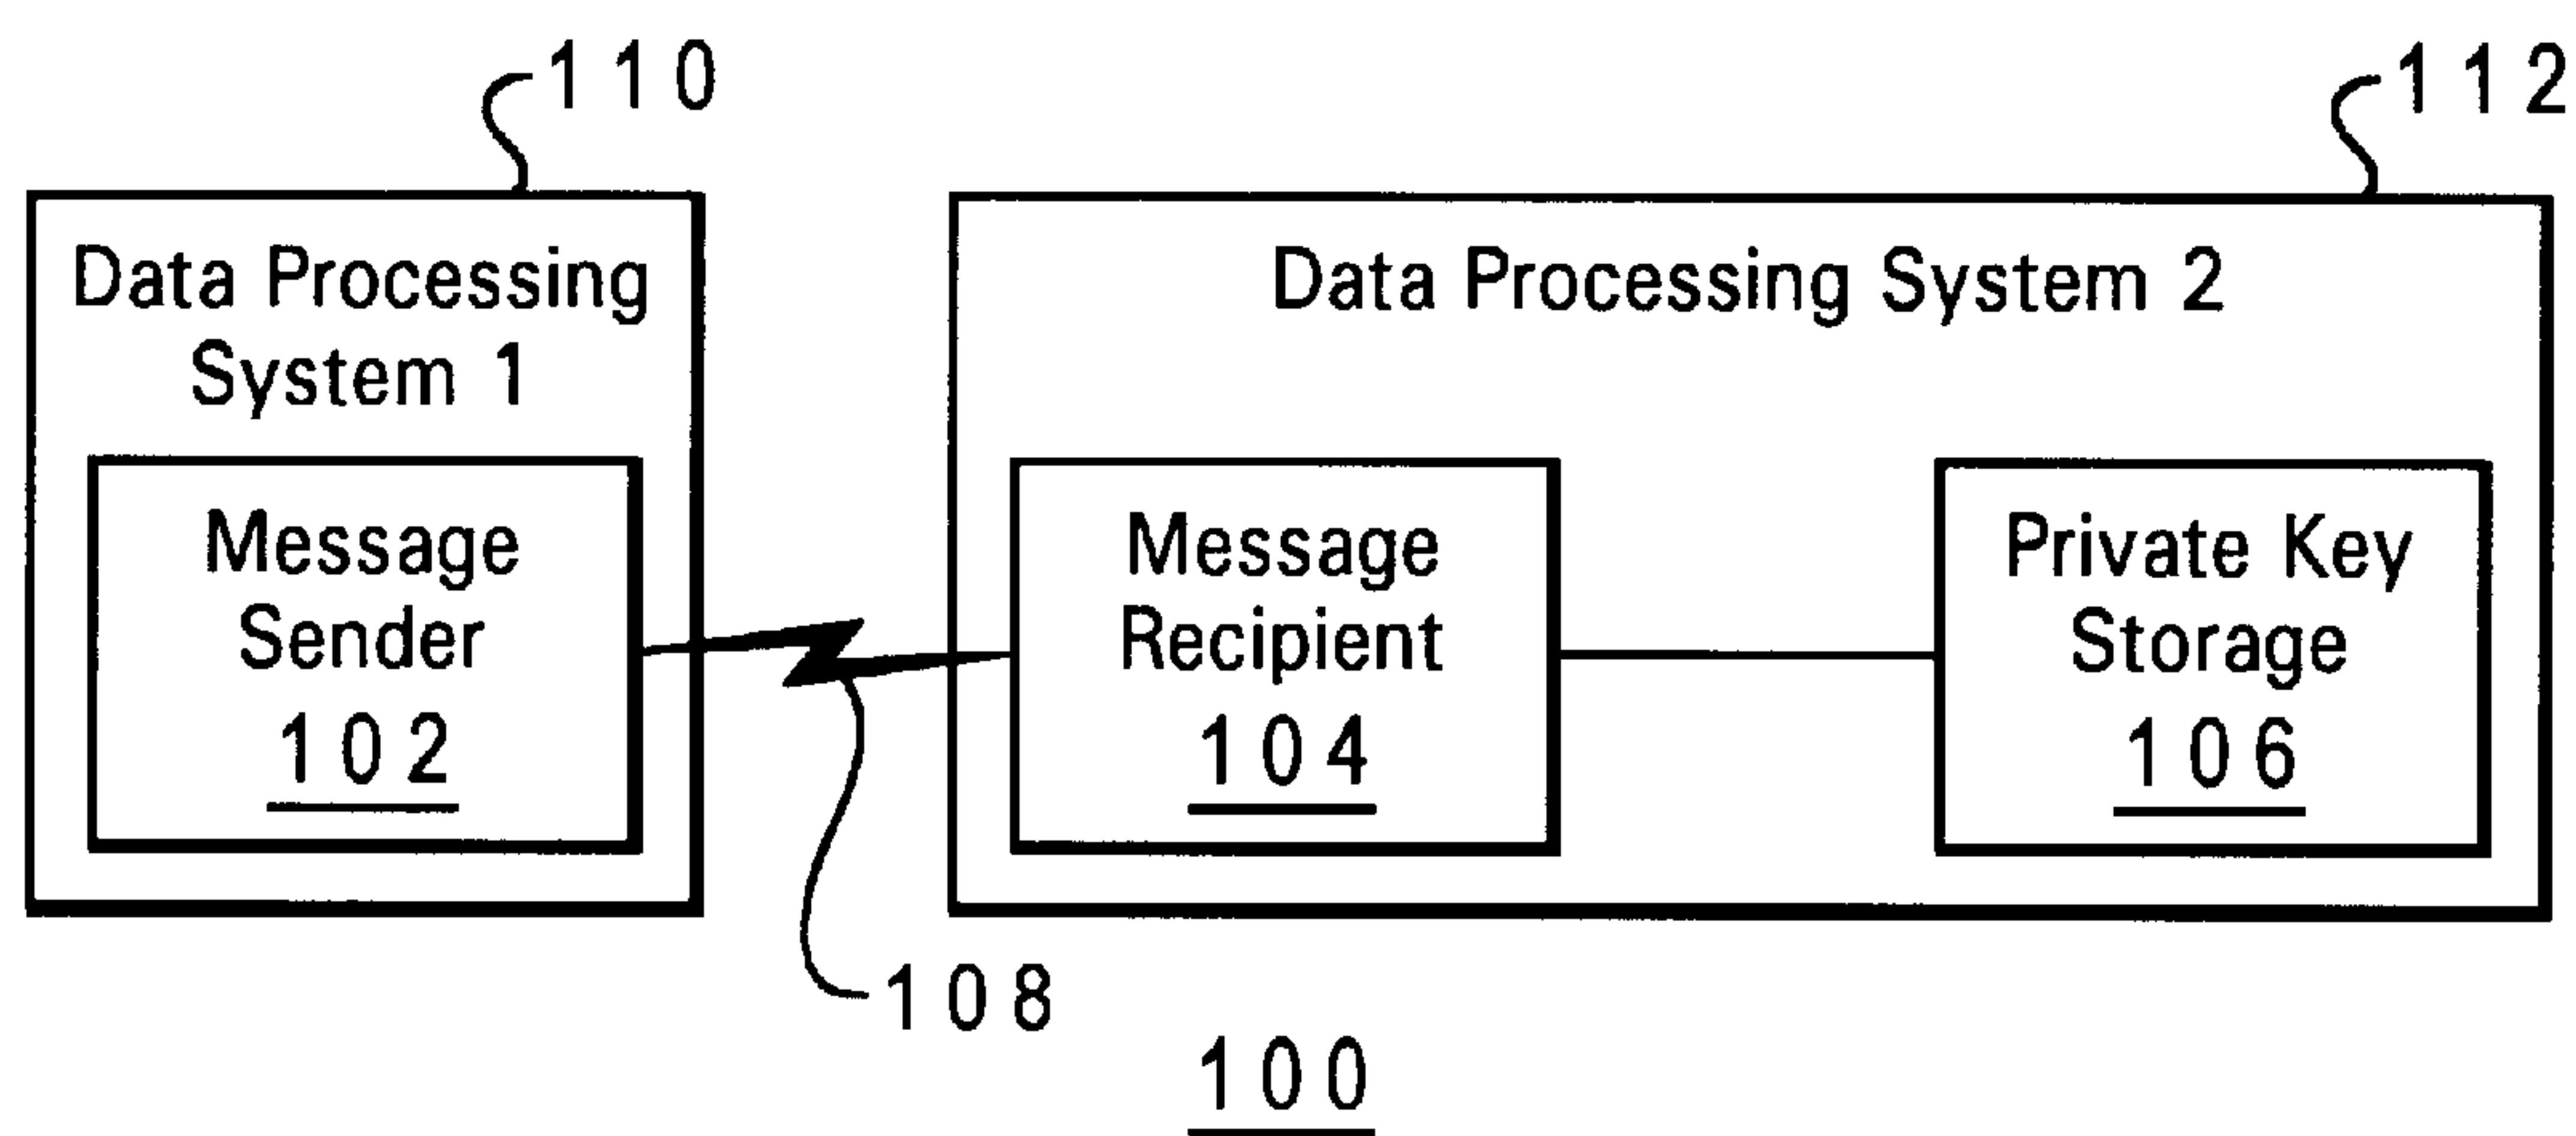 110
112
Data Processing
System 1
Data Processing System 2
Message
Sender
102
Message
Recipient
104
Private Key
Storage
106
108
100